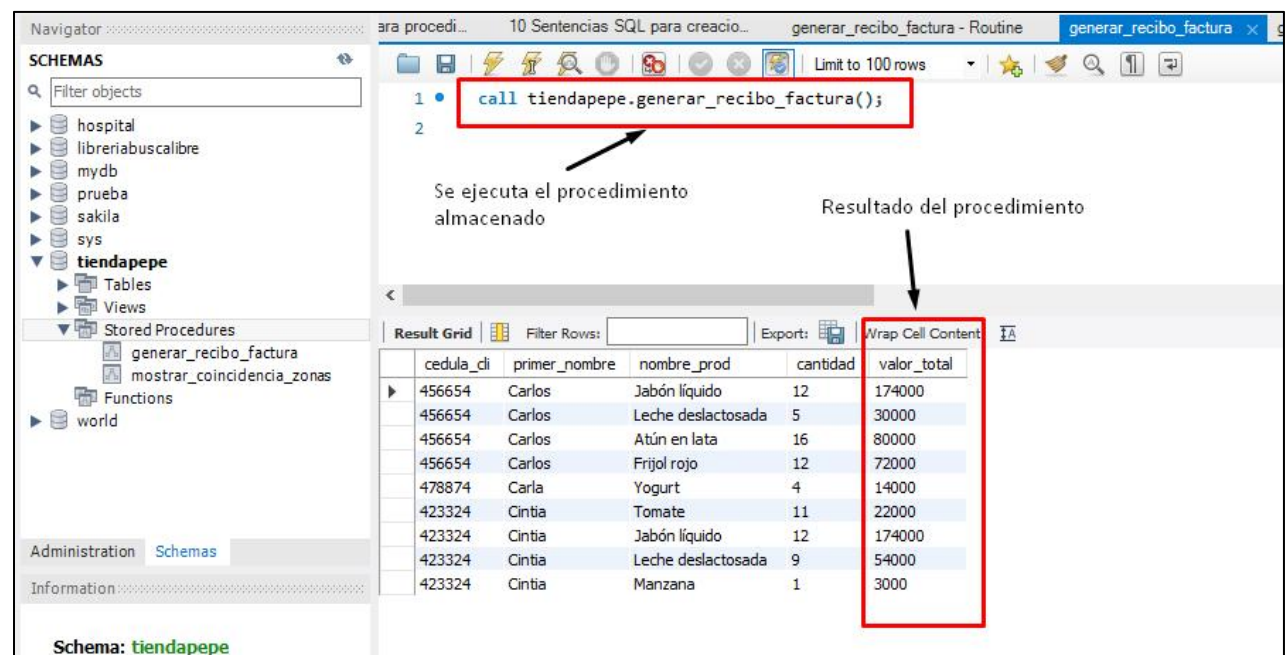 Navigator
ara procedi...
10 Sentencias SQL para creacio...
generar_recibo_factura - Routine
generar_recibo_factura
SCHEMAS
Filter objects
hospital
libreriabuscalibre
mydb
prueba
sakila
sys
tiendapepe
Tables
Views
Stored Procedures
generar_recibo_factura
mostrar_coincidencia_zonas
Functions
world
Administration Schemas
Information
Schema: tiendapepe
Limit to 100 rows
1 call tiendapepe.generar_recibo_factura();
2
Se ejecuta el procedimiento
almacenado
Resultado del procedimiento
Result Grid Filter Rows: Export: Wrap Cell Content:
cedula_cli primer_nombre nombre_prod cantidad valor_total
456654 Carlos Jabón líquido 12 174000
456654 Carlos Leche deslactosada 5 30000
456654 Carlos Atún en lata 16 80000
456654 Carlos Frijol rojo 12 72000
478874 Carla Yogurt 4 14000
423324 Cintia Tomate 11 22000
423324 Cintia Jabón líquido 12 174000
423324 Cintia Leche deslactosada 9 54000
423324 Cintia Manzana 1 3000